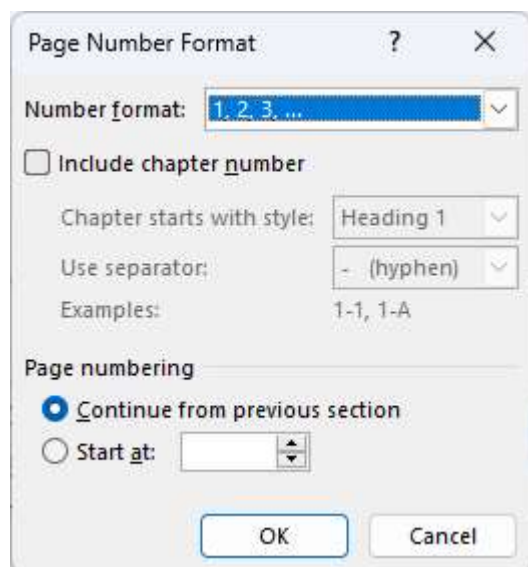 Page Number Format ?
Number format: 1, 2, 3, ...
Include chapter number
Chapter starts with style: Heading 1
Use separator: - (hyphen)
Examples: 1-1, 1-A
Page numbering
Continue from previous section
Start at:
OK Cancel